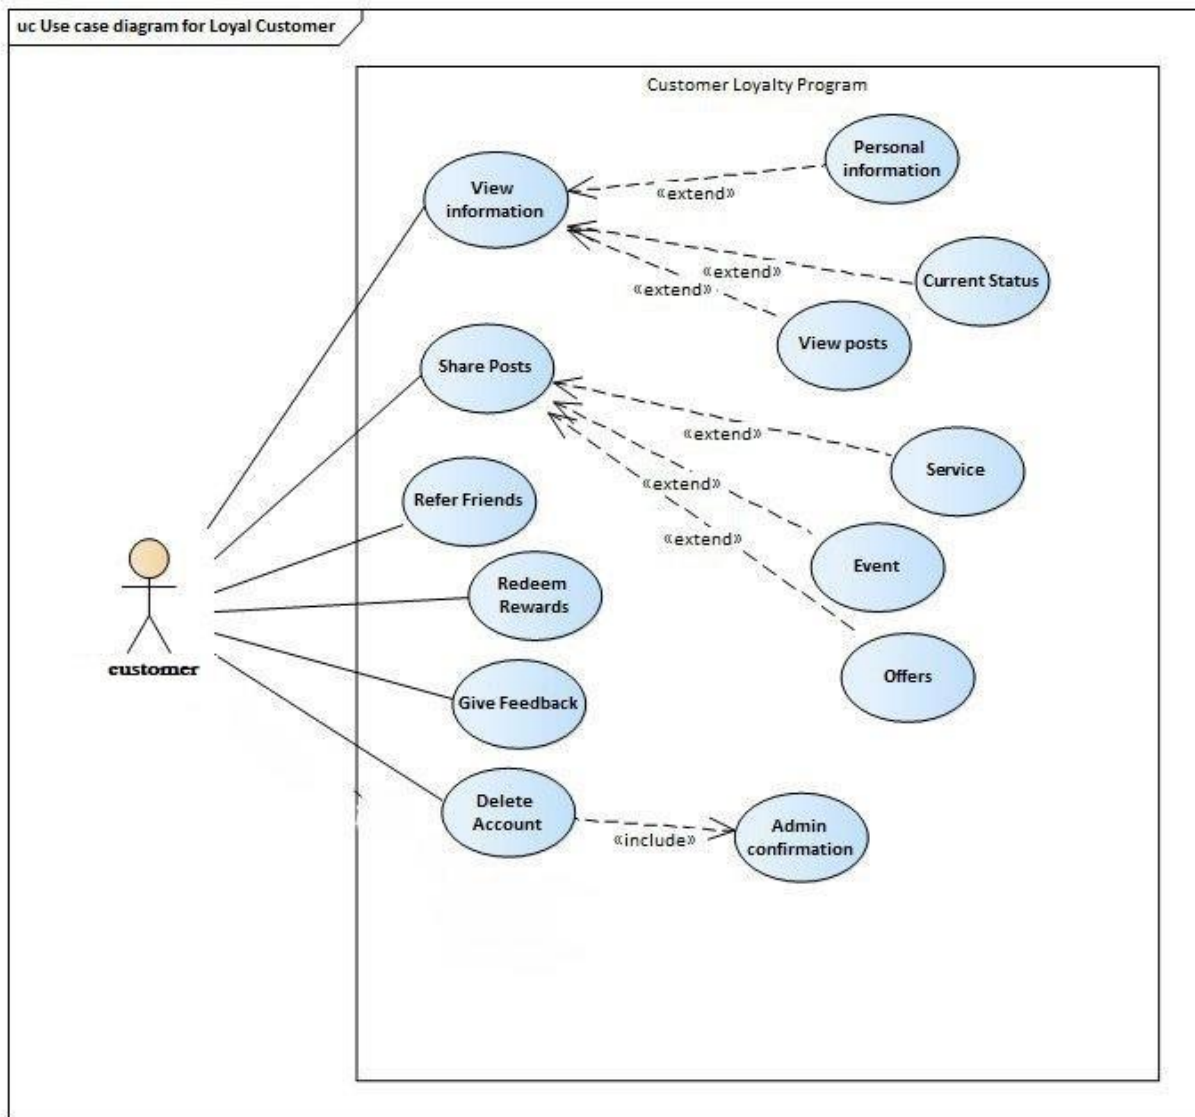 uc Use case diagram for Loyal Customer
Customer Loyalty Program
Personal
information
View
information
«extend»
«extend»
Current Status
«extend»
View posts
Share Posts
«extend»
Service
Refer Friends
«extend»
«extend»
Event
Redeem
Rewards
customer
Offers
Give Feedback
Delete
Account
«include»
Admin
confirmation